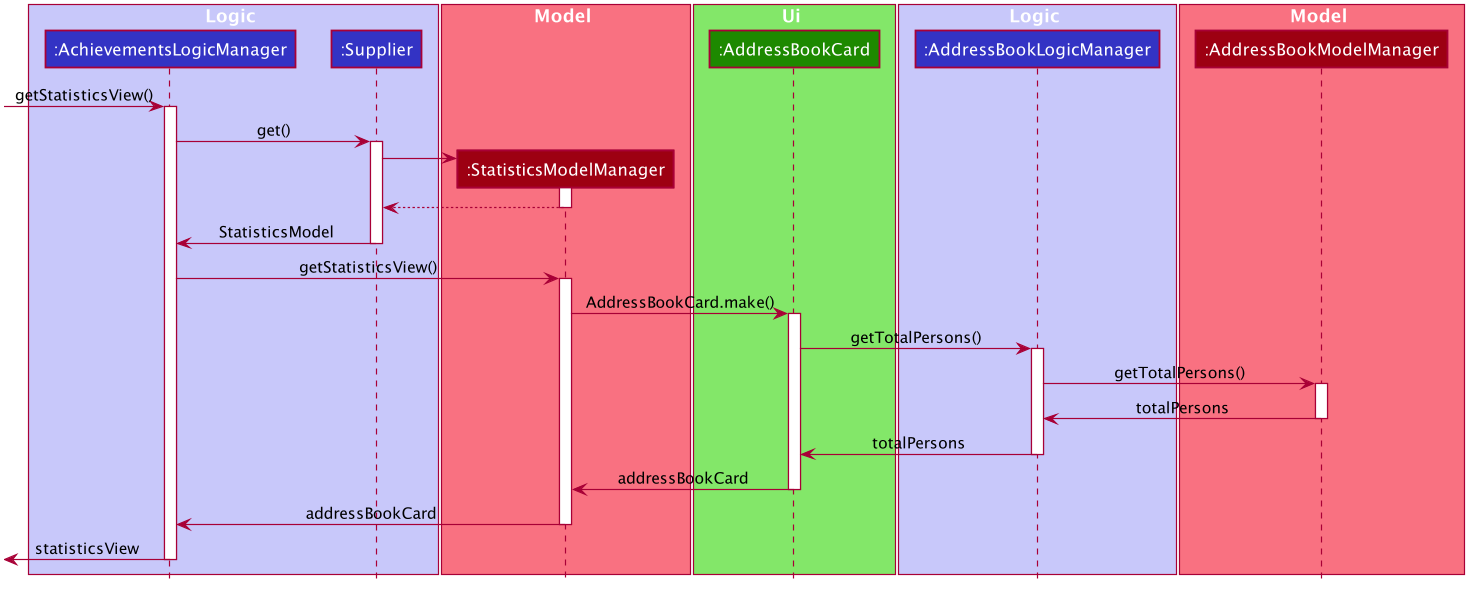 Logic
Model
Ui
Logic
Model
:AchievementsLogicManager
:Supplier
:AddressBookCard
:AddressBookLogicManager
:AddressBookModelManager
getStatisticsView()
get()
:StatisticsModelManager
StatisticsModel
getStatisticsView()
AddressBookCard.make()
getTotalPersons()
getTotalPersons()
totalPersons
totalPersons
addressBookCard
addressBookCard
statisticsView